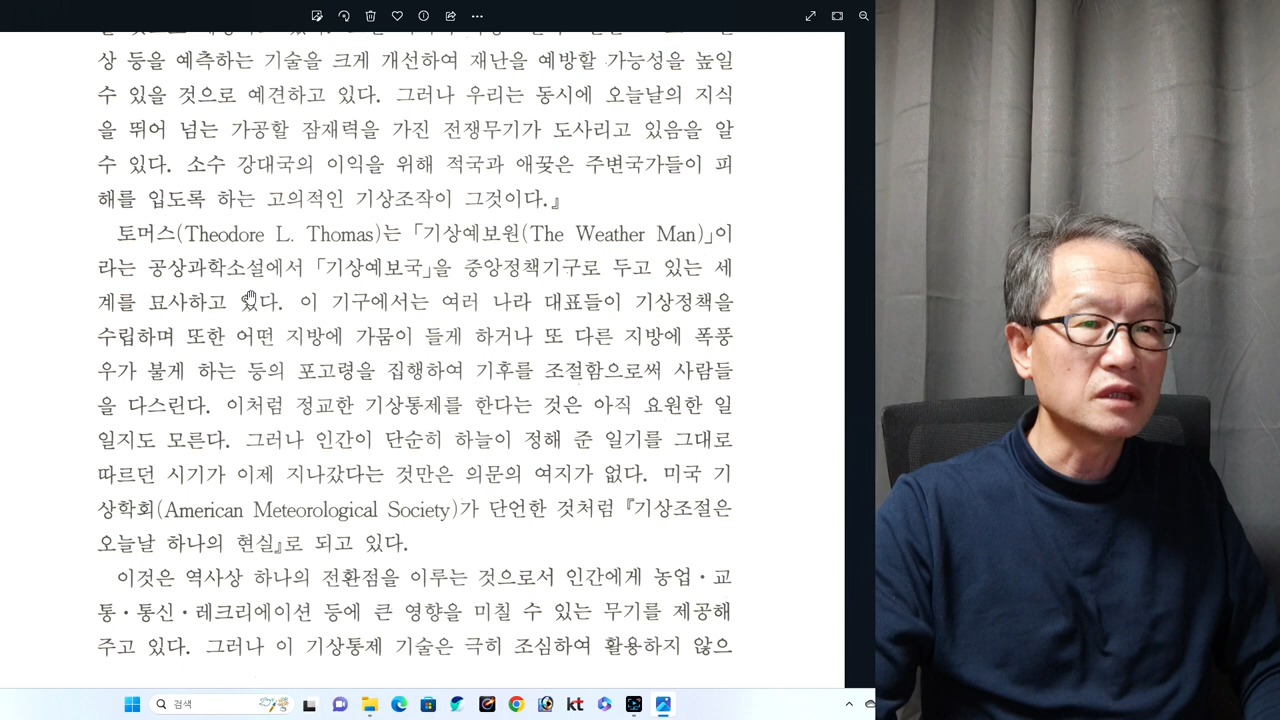 상 등을 예측하는 기술을 크게 개선하여 재난을 예방할 가능성을 높일
수 있을 것으로 예견하고 있다. 그러나 우리는 동시에 오늘날의 지식
을 뛰어 넘는 가공할 잠재력을 가진 전쟁무기가 도사리고 있음을 알
수 있다. 소수 강대국의 이익을 위해 적국과 애꿎은 주변국가들이 피
해를 입도록 하는 고의적인 기상조작이 그것이다.』
토머스(Theodore L. Thomas)는 「기상예보원(The Weather Man)」이
라는 공상과학소설에서 「기상예보국」을 중앙정책기구로 두고 있는 세
계를 묘사하고 있다. 이 기구에서는 여러 나라 대표들이 기상정책을
수립하며 또한 어떤 지방에 가뭄이 들게 하거나 또 다른 지방에 폭풍
우가 불게 하는 등의 포고령을 집행하여 기후를 조절함으로써 사람들
을 다스린다. 이처럼 정교한 기상통제를 한다는 것은 아직 요원한 일
일지도 모른다. 그러나 인간이 단순히 하늘이 정해 준 일기를 그대로
따르던 시기가 이제 지나갔다는 것만은 의문의 여지가 없다. 미국 기
상학회(American Meteorological Society)가 단언한 것처럼 『기상조절은
오늘날 하나의 현실』로 되고 있다.
이것은 역사상 하나의 전환점을 이루는 것으로서 인간에게 농업·교
통·통신·레크리에이션 등에 큰 영향을 미칠 수 있는 무기를 제공해
주고 있다. 그러나 이 기상통제 기술은 극히 조심하여 활용하지 않으
검색
kt